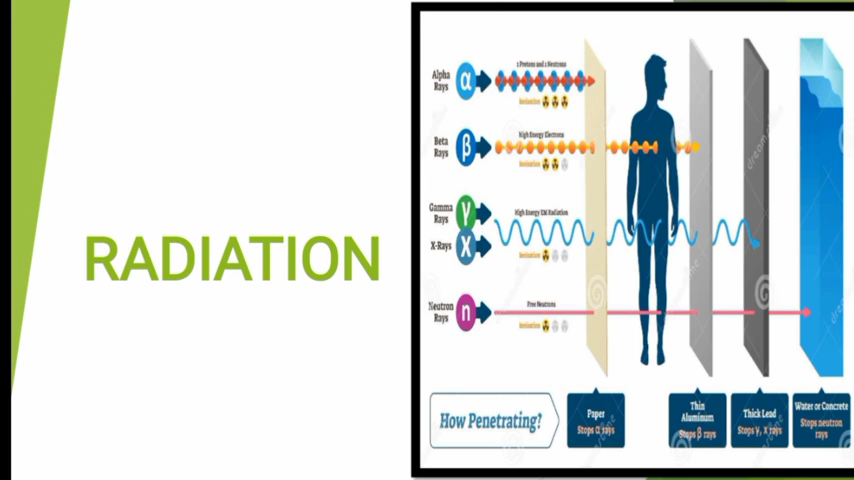 RADIATION
Alpha
Rays
α
2 Protons and 2 Neutrons
Ionization
Beta
Rays
β
High Energy Electrons
Ionization
Gamma
Rays
γ
High Energy EM Radiation
X-Rays
X
Ionization
Neutron
Rays
n
Free Neutrons
Ionization
How Penetrating?
Paper
Stops α rays
Thin
Aluminum
Stops β rays
Thick Lead
Stops γ, x rays
Water or Concrete
Stops neutron
rays